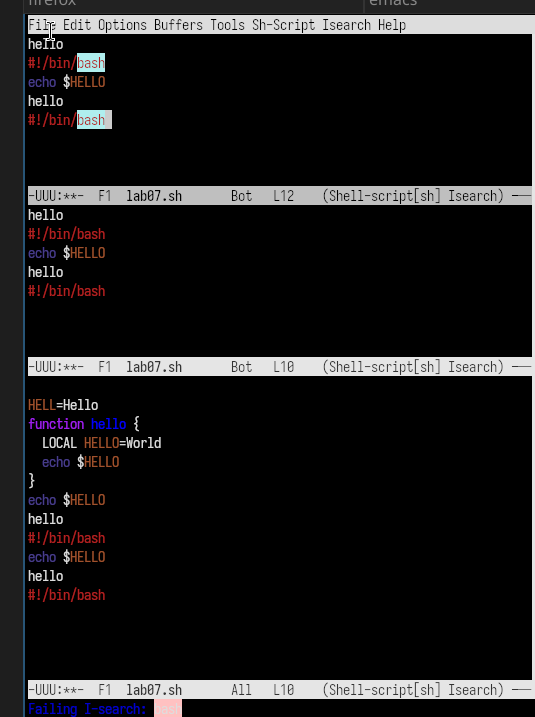 firefox emacs
File Edit Options Buffers Tools Sh-Script Isearch Help
hello
#!/bin/bash
echo $HELLO
hello
#!/bin/bash
-UUU:**- F1 lab07.sh Bot L12 (Shell-script[sh] Isearch) —–
hello
#!/bin/bash
echo $HELLO
hello
#!/bin/bash
-UUU:**- F1 lab07.sh Bot L10 (Shell-script[sh] Isearch) —–
HELL=Hello
function hello {
  LOCAL HELLO=World
  echo $HELLO
}
echo $HELLO
hello
#!/bin/bash
echo $HELLO
hello
#!/bin/bash
-UUU:**- F1 lab07.sh All L10 (Shell-script[sh] Isearch) —–
Failing I-search: bash